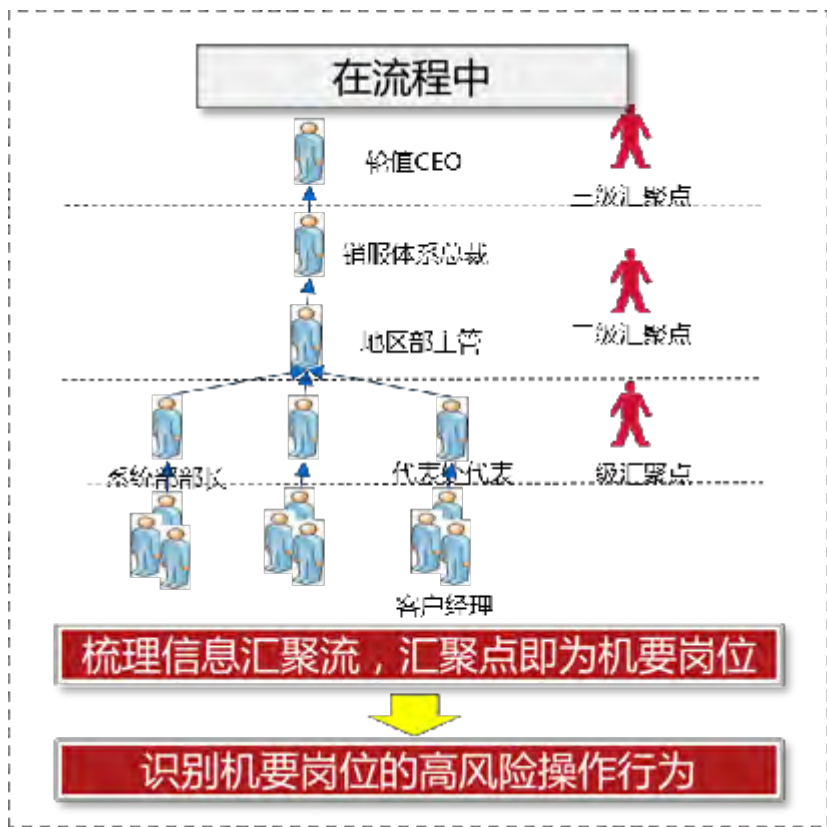 在流程中
轮值CEO
三级汇聚点
销服体系总裁
地区部主管
二级汇聚点
系统部部长
代表处代表
级汇聚点
客户经理
梳理信息汇聚流，汇聚点即为机要岗位
识别机要岗位的高风险操作行为